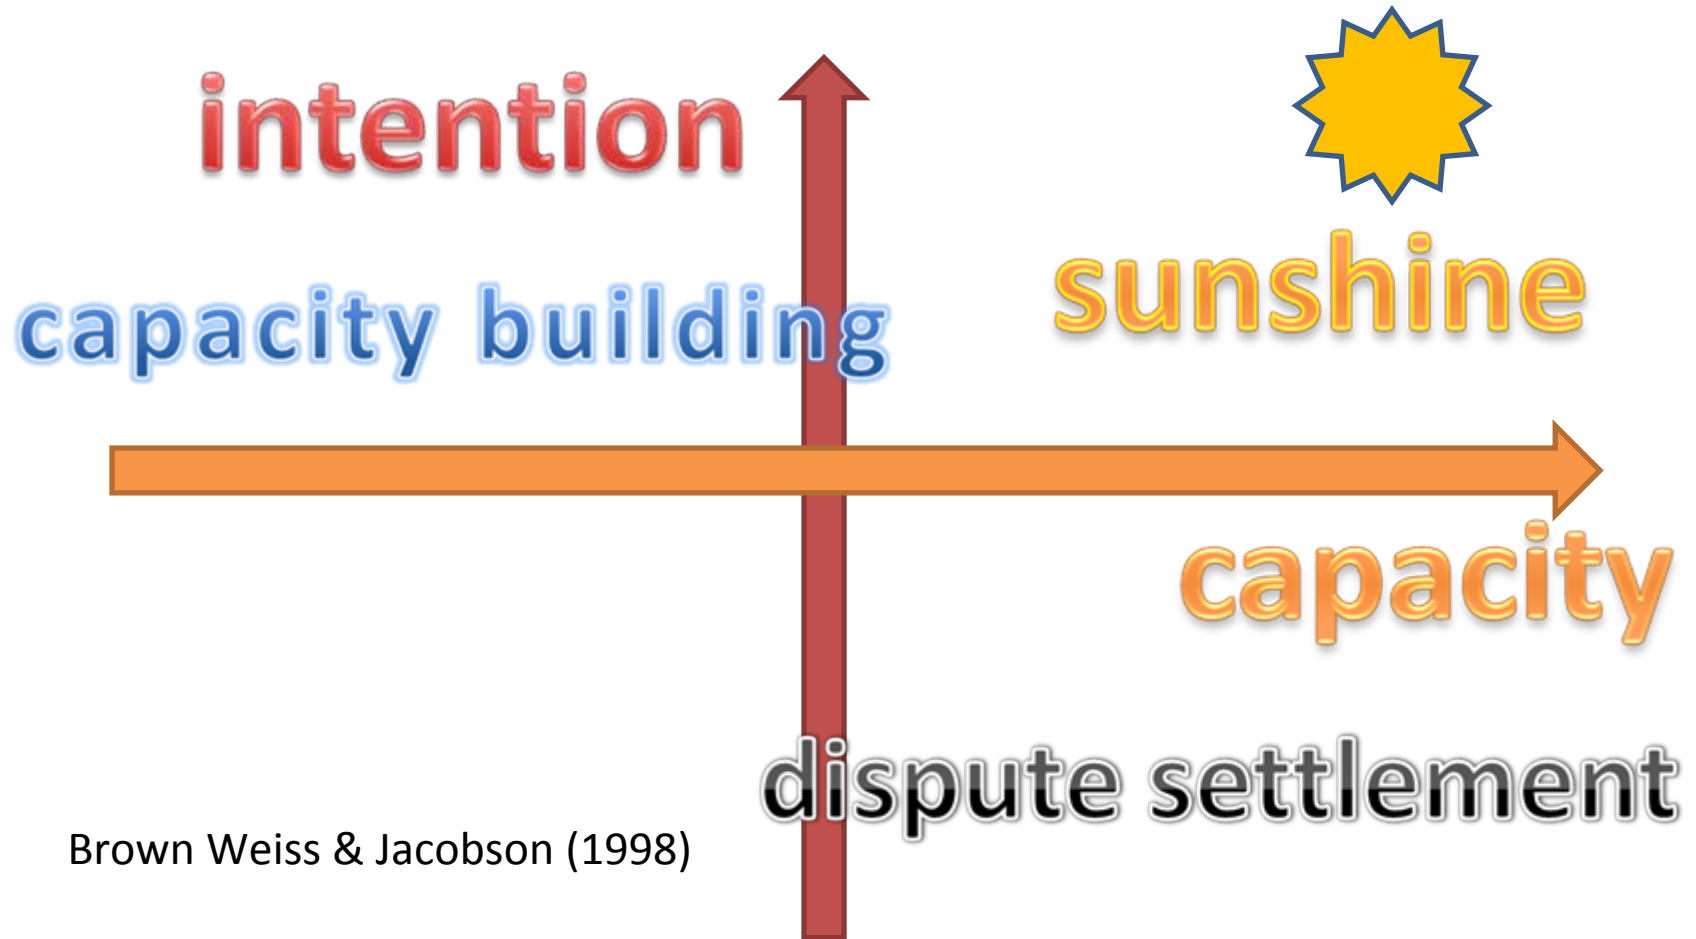 intention
sunshine
capacity building
capacity
dispute settlement
Brown Weiss & Jacobson (1998)